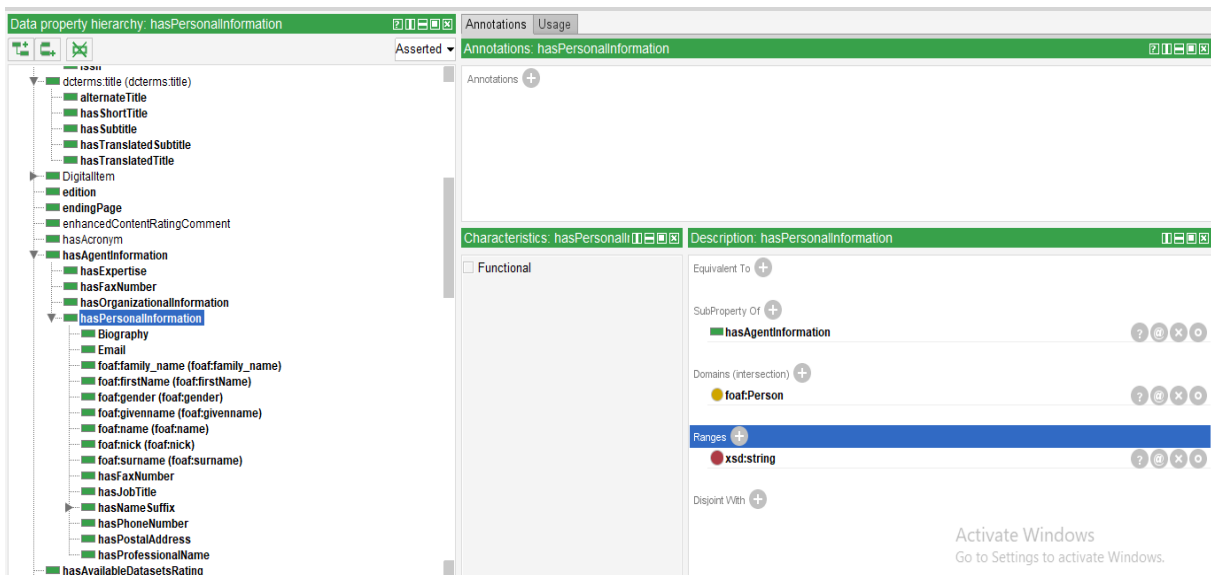 Data property hierarchy: hasPersonalInformation
Asserted
issn
dcterms:title (dcterms:title)
alternateTitle
hasShortTitle
hasSubtitle
hasTranslatedSubtitle
hasTranslatedTitle
DigitalItem
edition
endingPage
enhancedContentRatingComment
hasAcronym
hasAgentInformation
hasExpertise
hasFaxNumber
hasOrganizationalInformation
hasPersonalInformation
Biography
Email
foaf:family_name (foaf:family_name)
foaf:firstName (foaf:firstName)
foaf:gender (foaf:gender)
foaf:givenname (foaf:givenname)
foaf:name (foaf:name)
foaf:nick (foaf:nick)
foaf:surname (foaf:surname)
hasFaxNumber
hasJobTitle
hasNameSuffix
hasPhoneNumber
hasPostalAddress
hasProfessionalName
hasAvailableDatasetsRating
Annotations Usage
Annotations: hasPersonalInformation
Annotations
Characteristics: hasPersonalIr
Functional
Description: hasPersonalInformation
Equivalent To
SubProperty Of
hasAgentInformation
Domains (intersection)
foaf:Person
Ranges
xsd:string
Disjoint With
Activate Windows
Go to Settings to activate Windows.